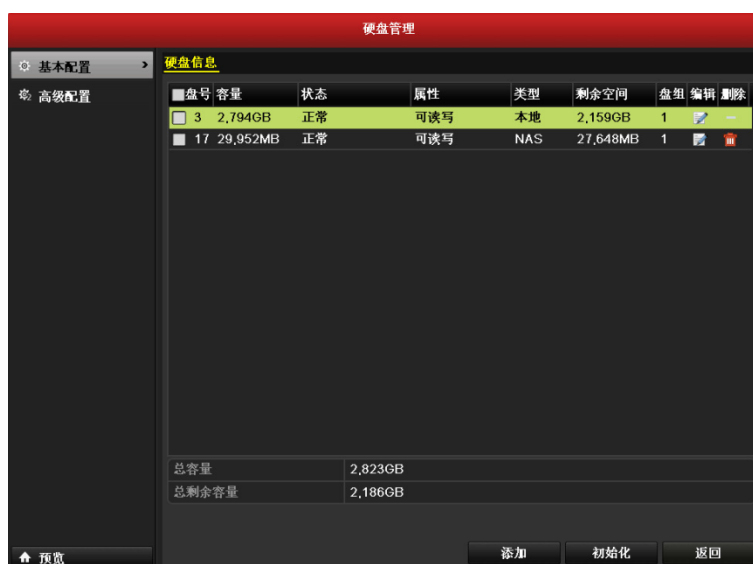 硬盘管理
基本配置 >
高级配置
硬盘信息
盘号 容量 状态 属性 类型 剩余空间 盘组 编辑 删除
3 2,794GB 正常 可读写 本地 2,159GB 1 —
17 29,952MB 正常 可读写 NAS 27,648MB 1
总容量 2,823GB
总剩余容量 2,186GB
预览 添加 初始化 返回